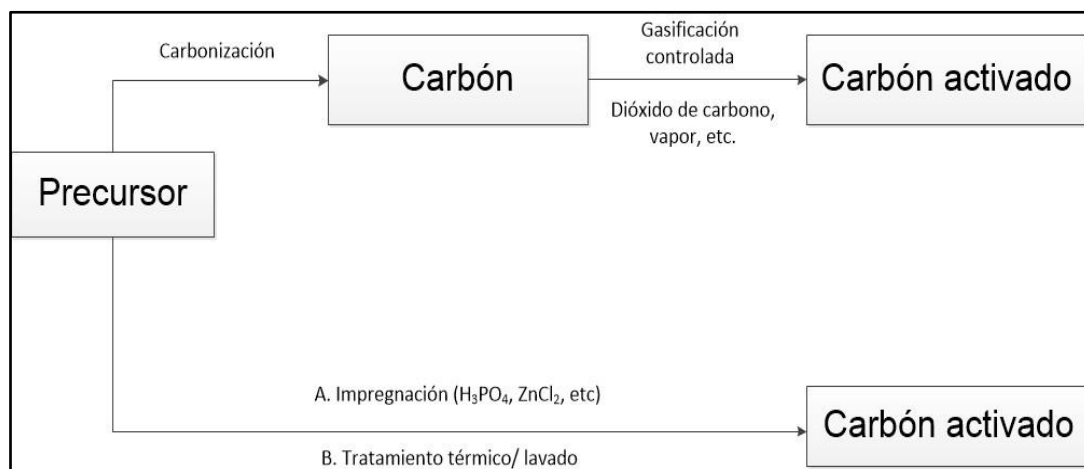 Carbonización
Carbón
Gasificación
controlada
Dióxido de carbono,
vapor, etc.
Carbón activado
Precursor
A. Impregnación (H₃PO₄, ZnCl₂, etc)
B. Tratamiento térmico/ lavado
Carbón activado